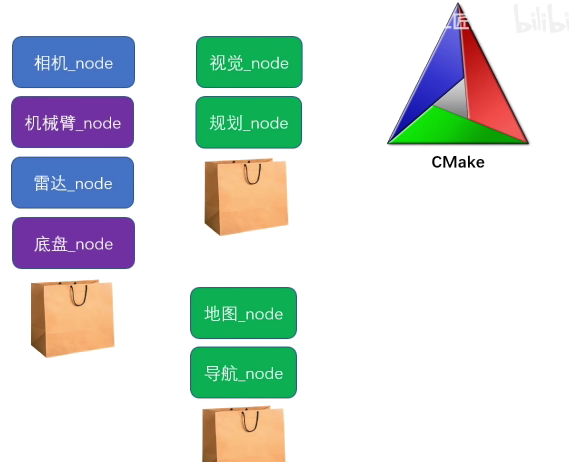 相机_node
机械臂_node
雷达_node
底盘_node
视觉_node
规划_node
地图_node
导航_node
CMake
匠
bilibi